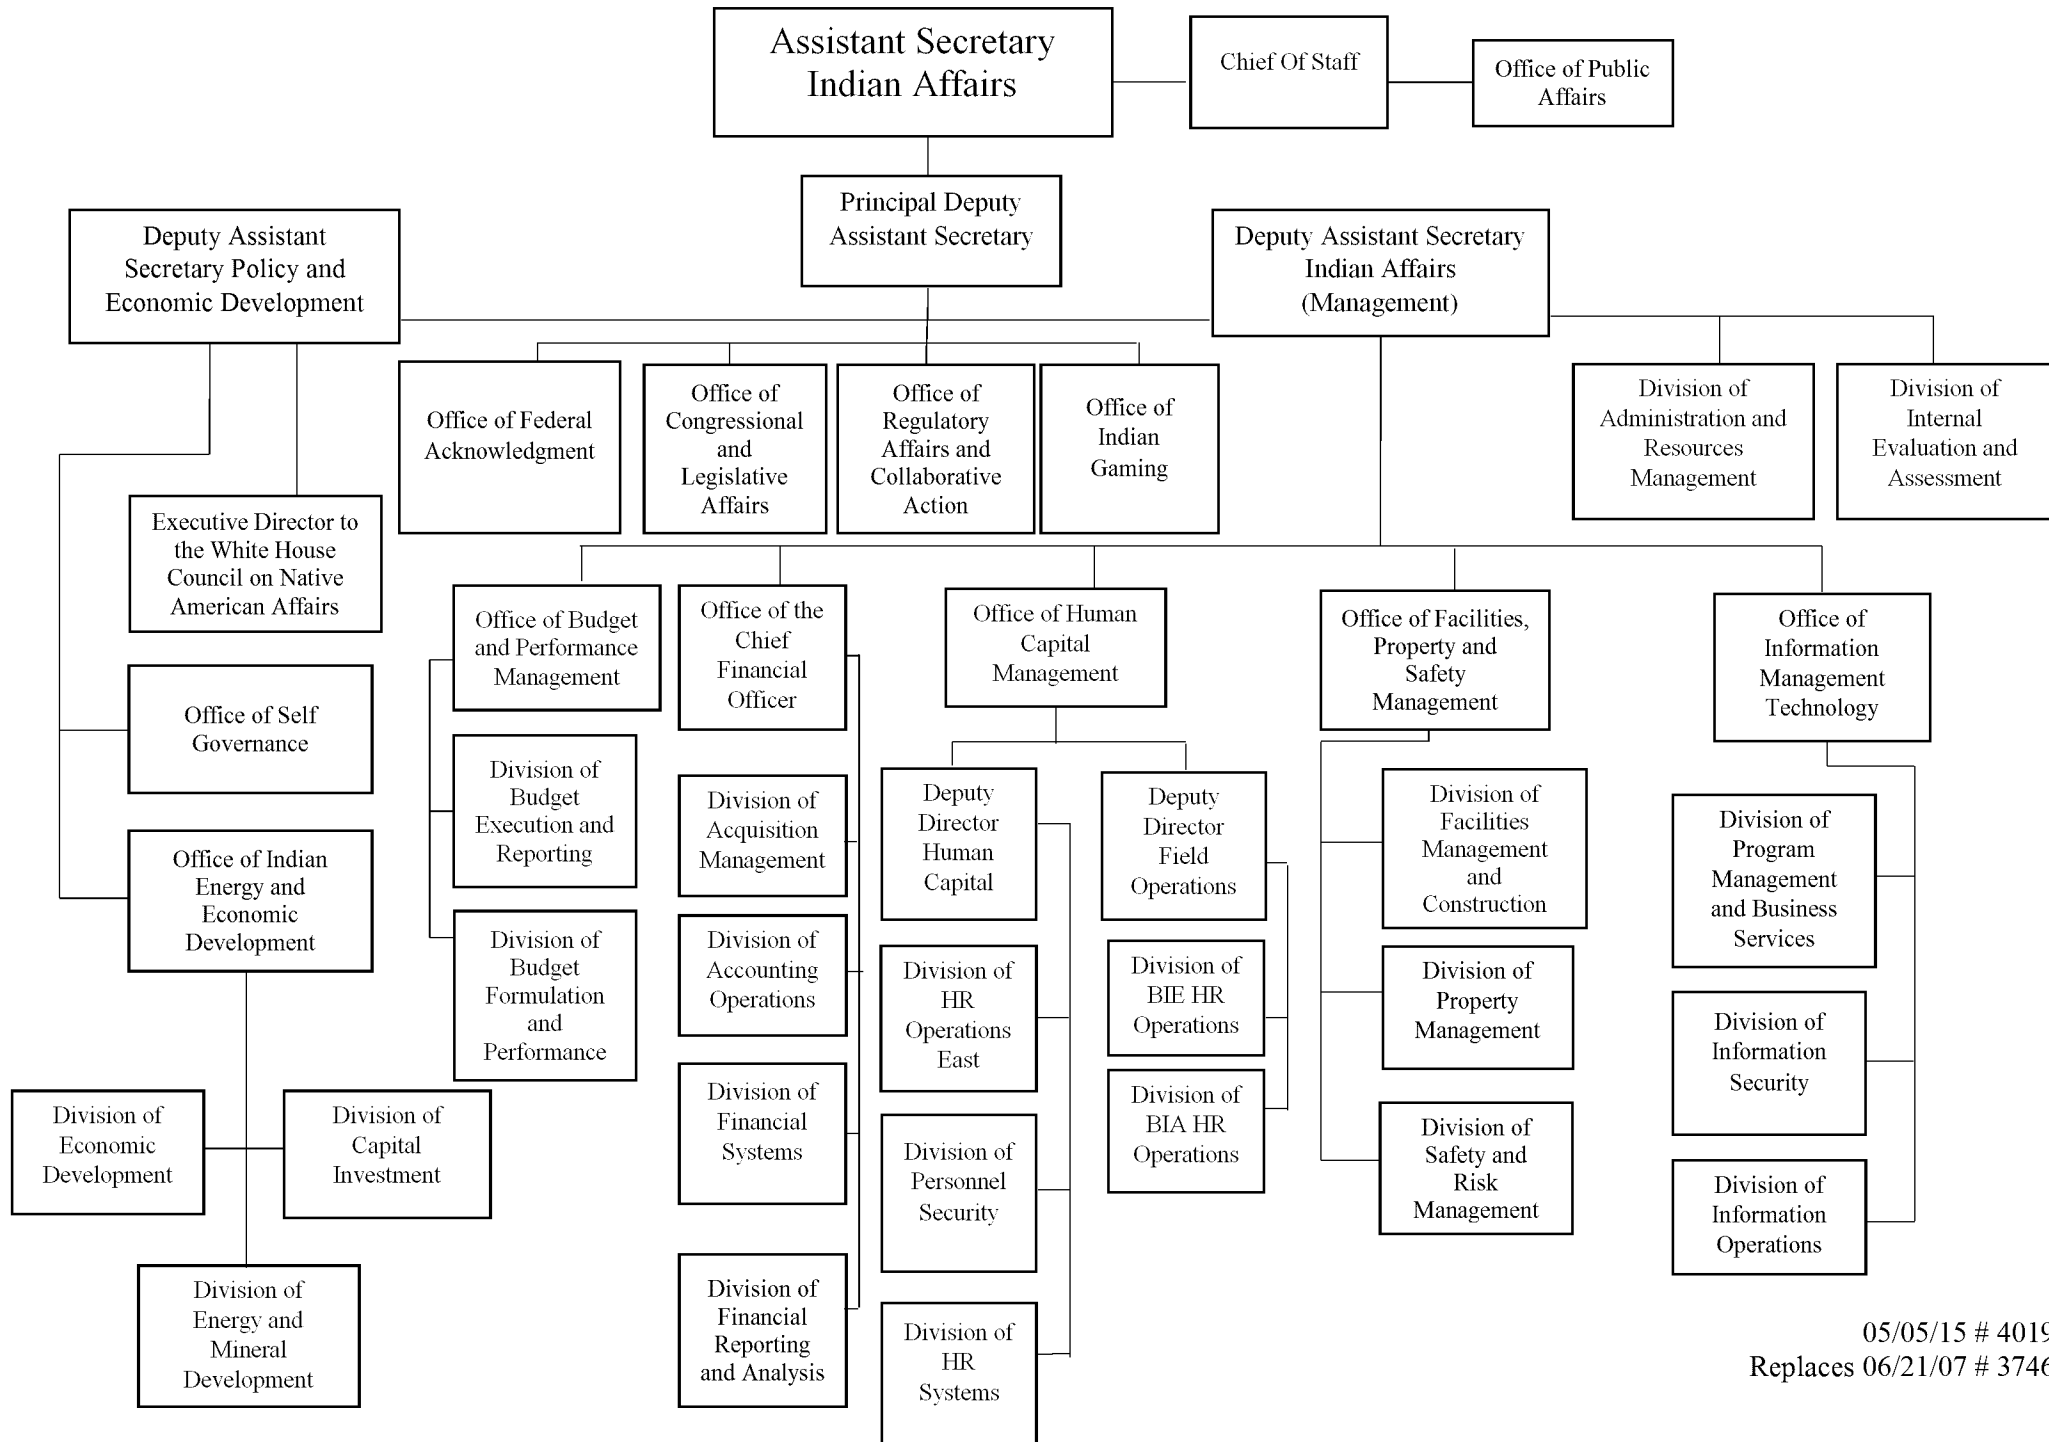 Assistant Secretary
Indian Affairs
Chief Of Staff
Office of Public
Affairs
Principal Deputy
Assistant Secretary
Deputy Assistant
Secretary Policy and
Economic Development
Deputy Assistant Secretary
Indian Affairs
(Management)
Office of Federal
Acknowledgment
Office of
Congressional
and
Legislative
Affairs
Office of
Regulatory
Affairs and
Collaborative
Action
Office of
Indian
Gaming
Division of
Administration and
Resources
Management
Division of
Internal
Evaluation and
Assessment
Executive Director to
the White House
Council on Native
American Affairs
Office of Self
Governance
Office of Indian
Energy and
Economic
Development
Division of
Economic
Development
Division of
Capital
Investment
Division of
Energy and
Mineral
Development
Office of Budget
and Performance
Management
Division of
Budget
Execution and
Reporting
Division of
Budget
Formulation
and
Performance
Office of the
Chief
Financial
Officer
Division of
Acquisition
Management
Division of
Accounting
Operations
Division of
Financial
Systems
Division of
Financial
Reporting
and Analysis
Office of Human
Capital
Management
Deputy
Director
Human
Capital
Division of
HR
Operations
East
Division of
Personnel
Security
Division of
HR
Systems
Deputy
Director
Field
Operations
Division of
BIE HR
Operations
Division of
BIA HR
Operations
Office of Facilities,
Property and
Safety
Management
Division of
Facilities
Management
and
Construction
Division of
Property
Management
Division of
Safety and
Risk
Management
Office of
Information
Management
Technology
Division of
Program
Management
and Business
Services
Division of
Information
Security
Division of
Information
Operations
05/05/15 # 4019
Replaces 06/21/07 # 3746